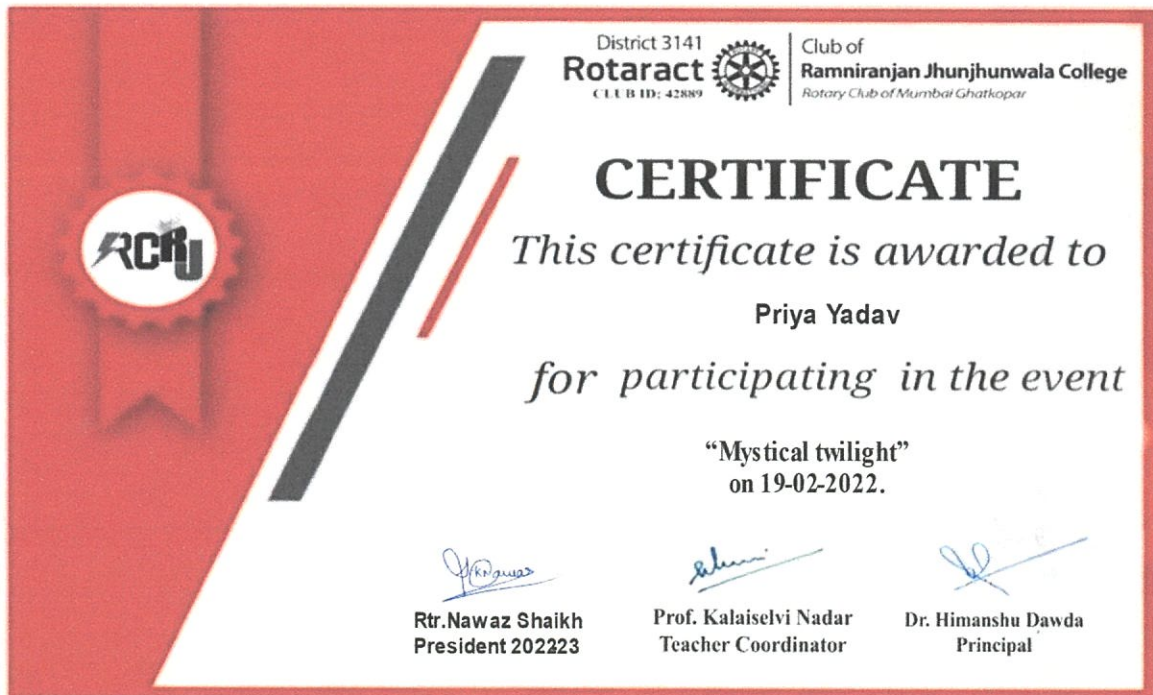 District 3141
Rotaract
CLUB ID: 42889
Club of
Ramniranjan Jhunjhunwala College
Rotary Club of Mumbai Ghatkopar
RCRJ
CERTIFICATE
This certificate is awarded to
Priya Yadav
for participating in the event
“Mystical twilight”
on 19-02-2022.
Rtr.Nawaz Shaikh
President 202223
Prof. Kalaiselvi Nadar
Teacher Coordinator
Dr. Himanshu Dawda
Principal